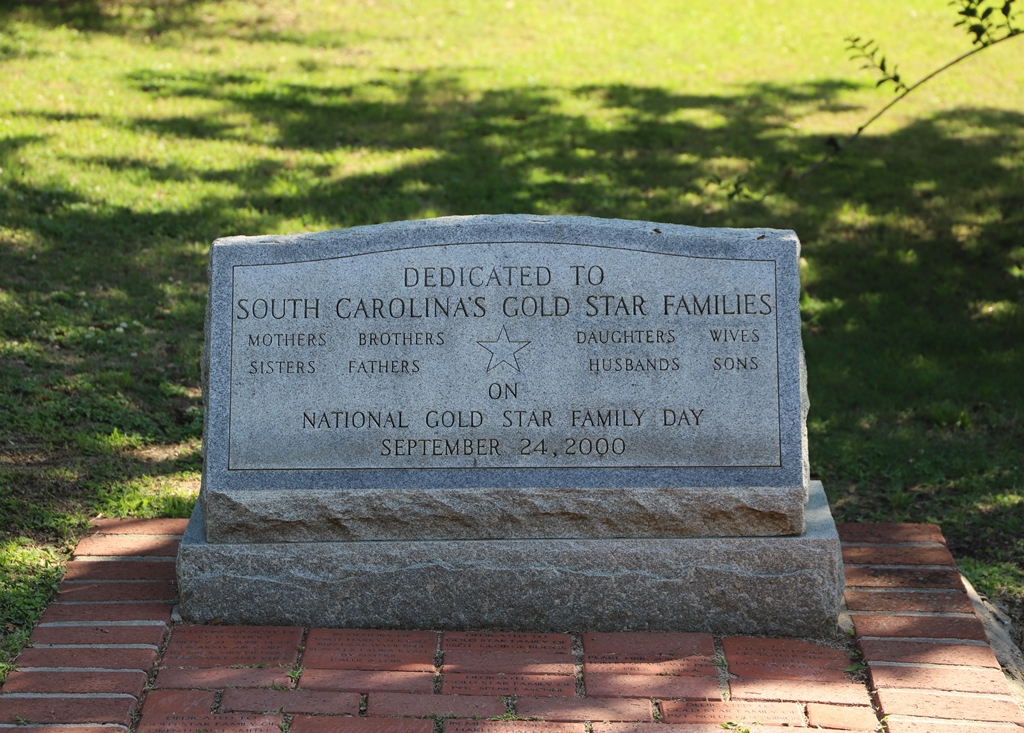 DEDICATED TO
SOUTH CAROLINA'S GOLD STAR FAMILIES
MOTHERS BROTHERS DAUGHTERS WIVES
SISTERS FATHERS HUSBANDS SONS
ON
NATIONAL GOLD STAR FAMILY DAY
SEPTEMBER 24, 2000